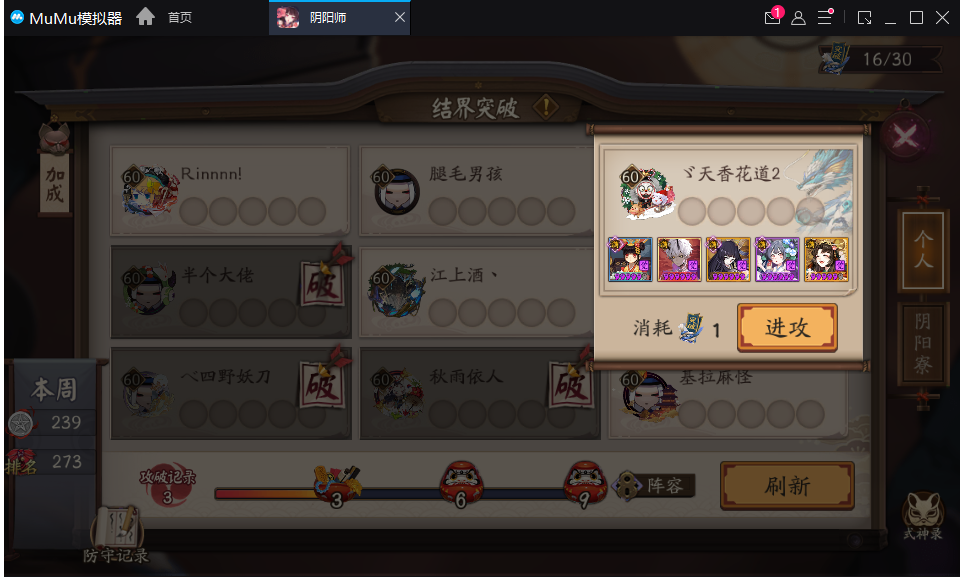 MuMu模拟器
首页
阴阳师
1
16/30
结界突破
加成
60
Rinnnn!
60
腿毛男孩
60
ヾ天香花道2
个人
60
半个大佬
破
60
江上酒丶
消耗
1
进攻
阴阳寮
60
ペ四野妖刀
破
60
秋雨依人
破
60
基拉麻怪
本周
239
排名
273
攻破记录
3
3
6
9
阵容
刷新
防守记录
式神录